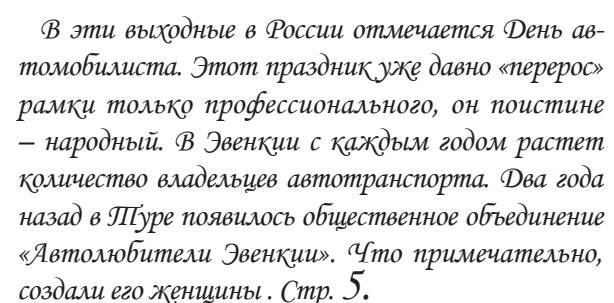 В эти выходные в России отмечается День ав-
томобилиста. Этот праздник уже давно «перерос»
рамки только профессионального, он поистине
– народный. В Эвенкии с каждым годом растет
количество владельцев автотранспорта. Два года
назад в Туре появилось общественное объединение
«Автолюбители Эвенкии». Что примечательно,
создали его женщины . Стр. 5.